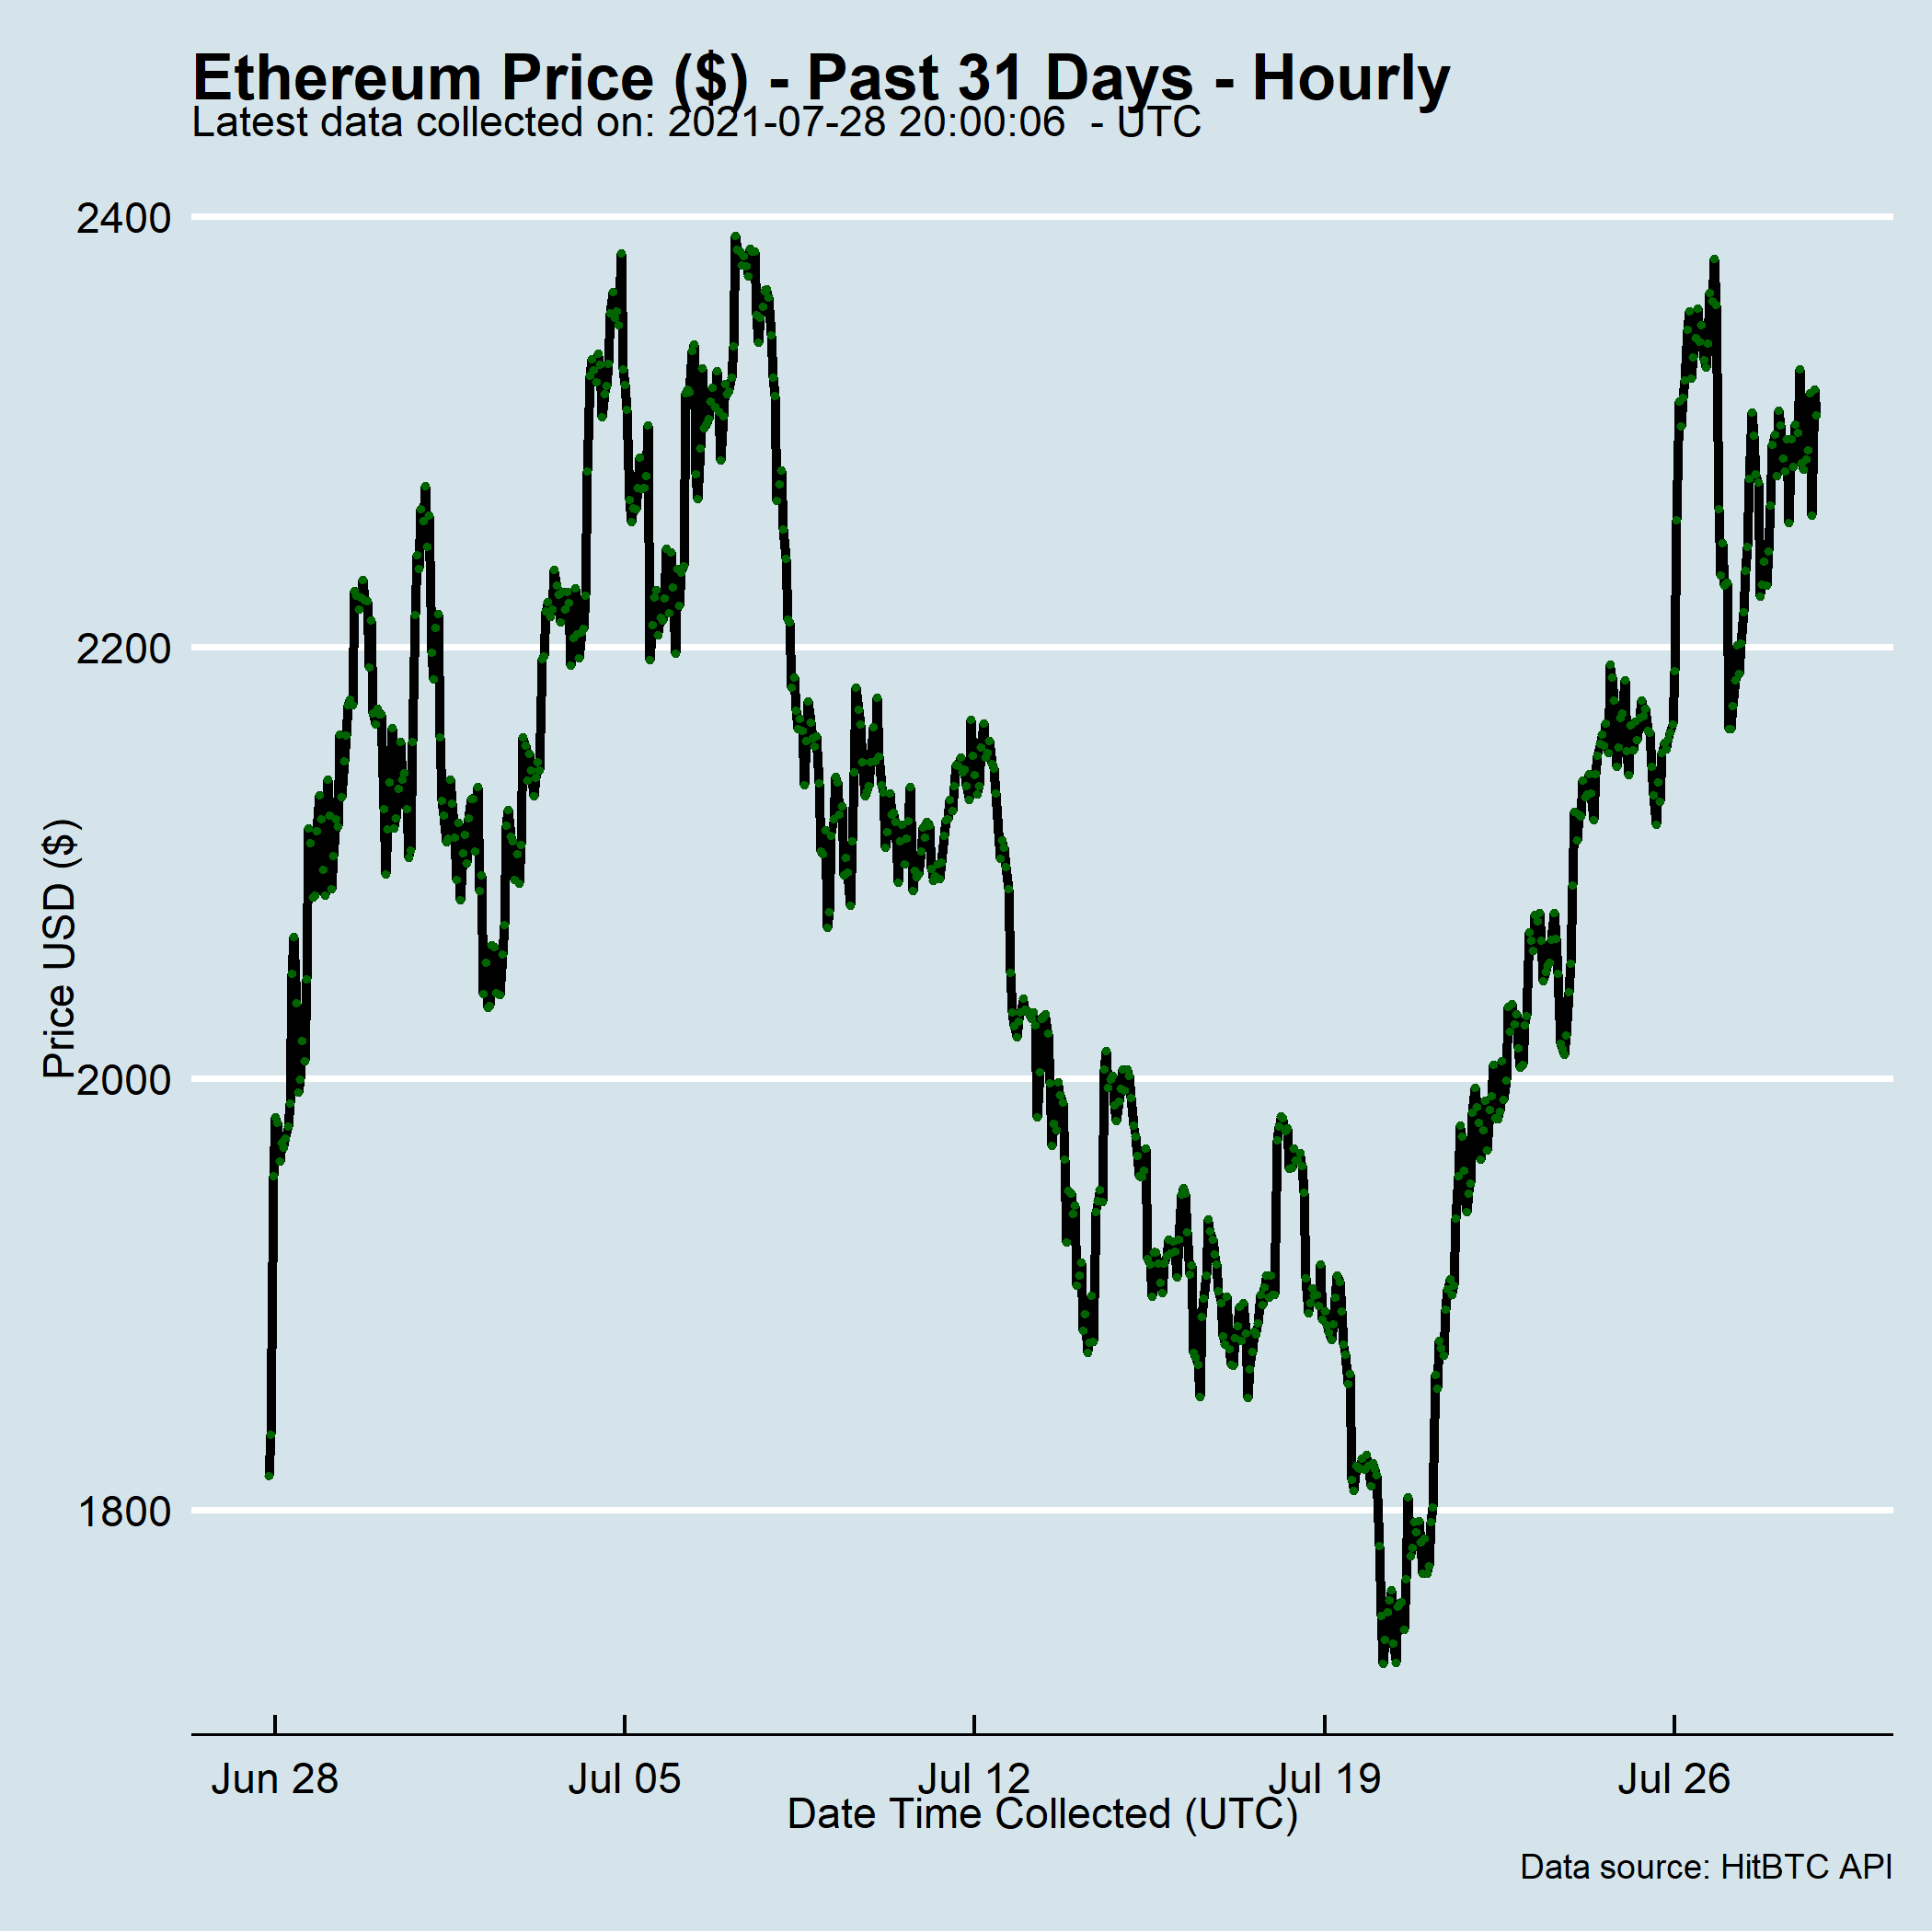 Ethereum Price ($) - Past 31 Days - Hourly
Latest data collected on: 2021-07-28 20:00:06  - UTC
2400
2200
2000
1800
Price USD ($)
Jun 28
Jul 05
Jul 12
Jul 19
Jul 26
Date Time Collected (UTC)
Data source: HitBTC API